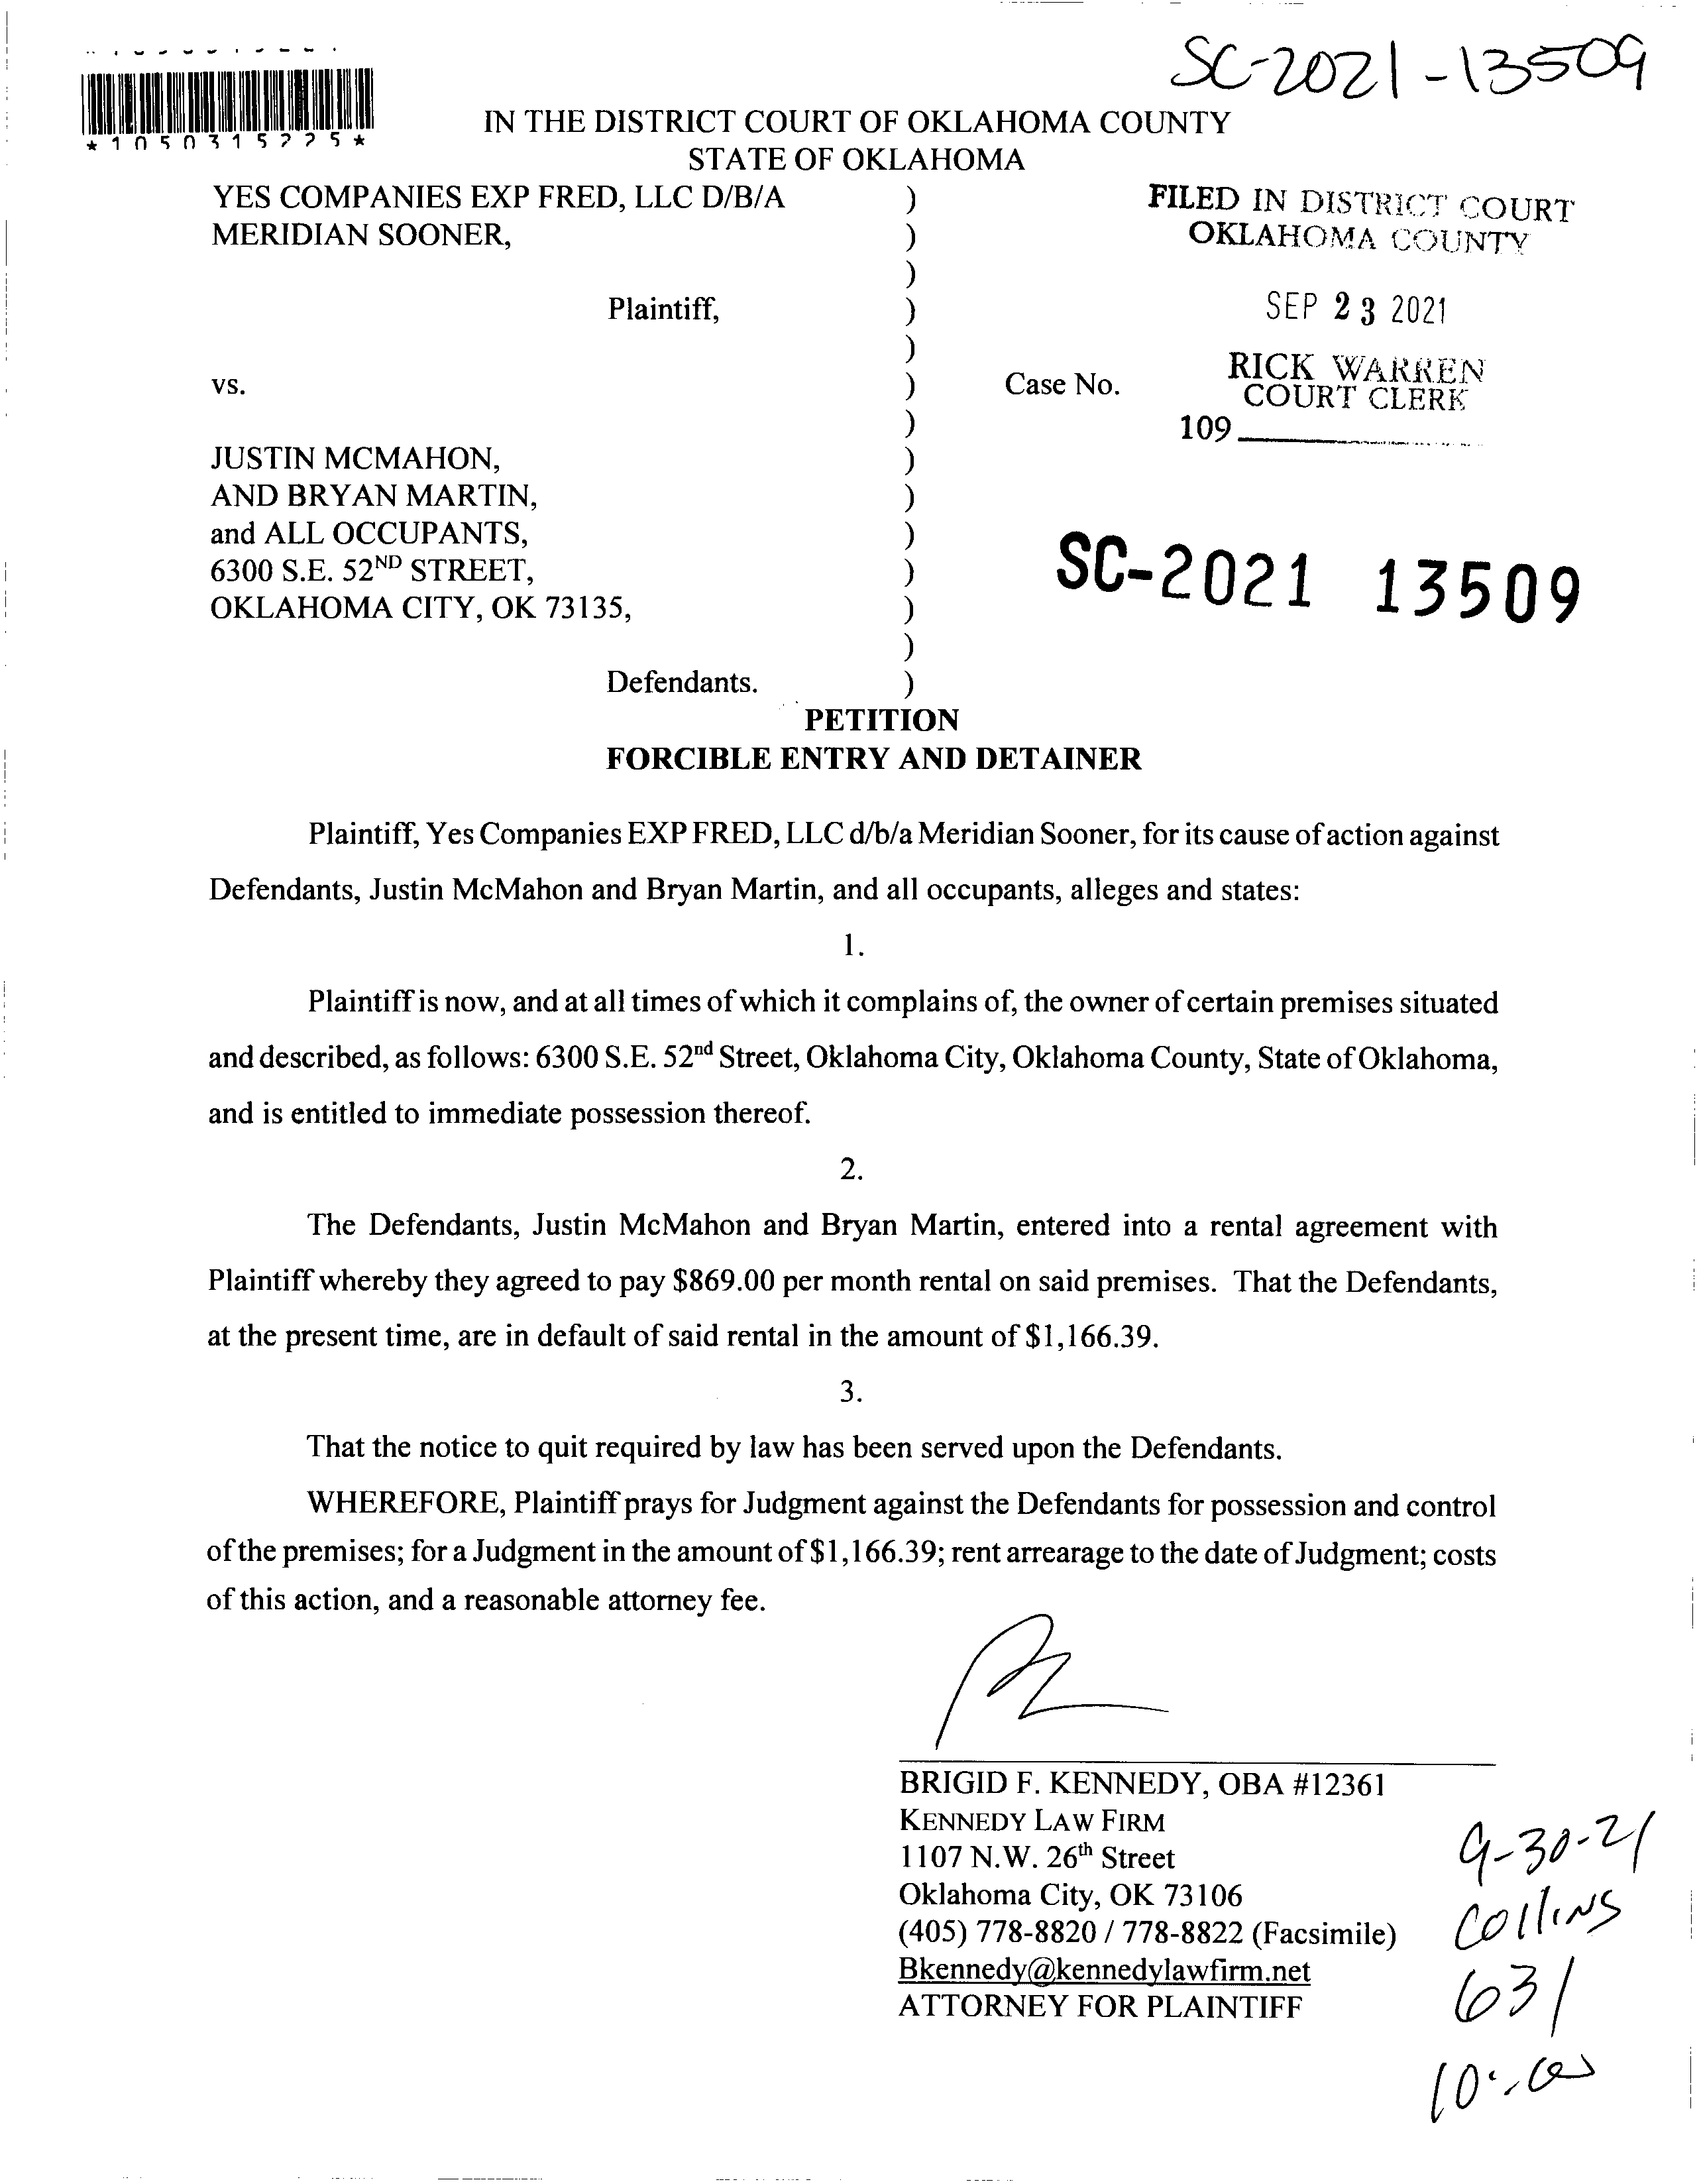 SC-2021-13509
*1050315225*
IN THE DISTRICT COURT OF OKLAHOMA COUNTY
STATE OF OKLAHOMA
YES COMPANIES EXP FRED, LLC D/B/A )
MERIDIAN SOONER, )
)
Plaintiff, )
)
vs. ) Case No.
)
JUSTIN MCMAHON, )
AND BRYAN MARTIN, )
and ALL OCCUPANTS, )
6300 S.E. 52ND STREET, )
OKLAHOMA CITY, OK 73135, )
)
Defendants. )
FILED IN DISTRICT COURT
OKLAHOMA COUNTY
SEP 23 2021
RICK WARREN
COURT CLERK
109
SC-2021 13509
PETITION
FORCIBLE ENTRY AND DETAINER
Plaintiff, Yes Companies EXP FRED, LLC d/b/a Meridian Sooner, for its cause of action against
Defendants, Justin McMahon and Bryan Martin, and all occupants, alleges and states:
1.
Plaintiff is now, and at all times of which it complains of, the owner of certain premises situated
and described, as follows: 6300 S.E. 52nd Street, Oklahoma City, Oklahoma County, State of Oklahoma,
and is entitled to immediate possession thereof.
2.
The Defendants, Justin McMahon and Bryan Martin, entered into a rental agreement with
Plaintiff whereby they agreed to pay $869.00 per month rental on said premises. That the Defendants,
at the present time, are in default of said rental in the amount of $1,166.39.
3.
That the notice to quit required by law has been served upon the Defendants.
WHEREFORE, Plaintiff prays for Judgment against the Defendants for possession and control
of the premises; for a Judgment in the amount of $1,166.39; rent arrearage to the date of Judgment; costs
of this action, and a reasonable attorney fee.
BRIGID F. KENNEDY, OBA #12361
KENNEDY LAW FIRM
1107 N.W. 26th Street
Oklahoma City, OK 73106
(405) 778-8820 / 778-8822 (Facsimile)
Bkennedy@kennedylawfirm.net
ATTORNEY FOR PLAINTIFF
9-30-21
Collins
631